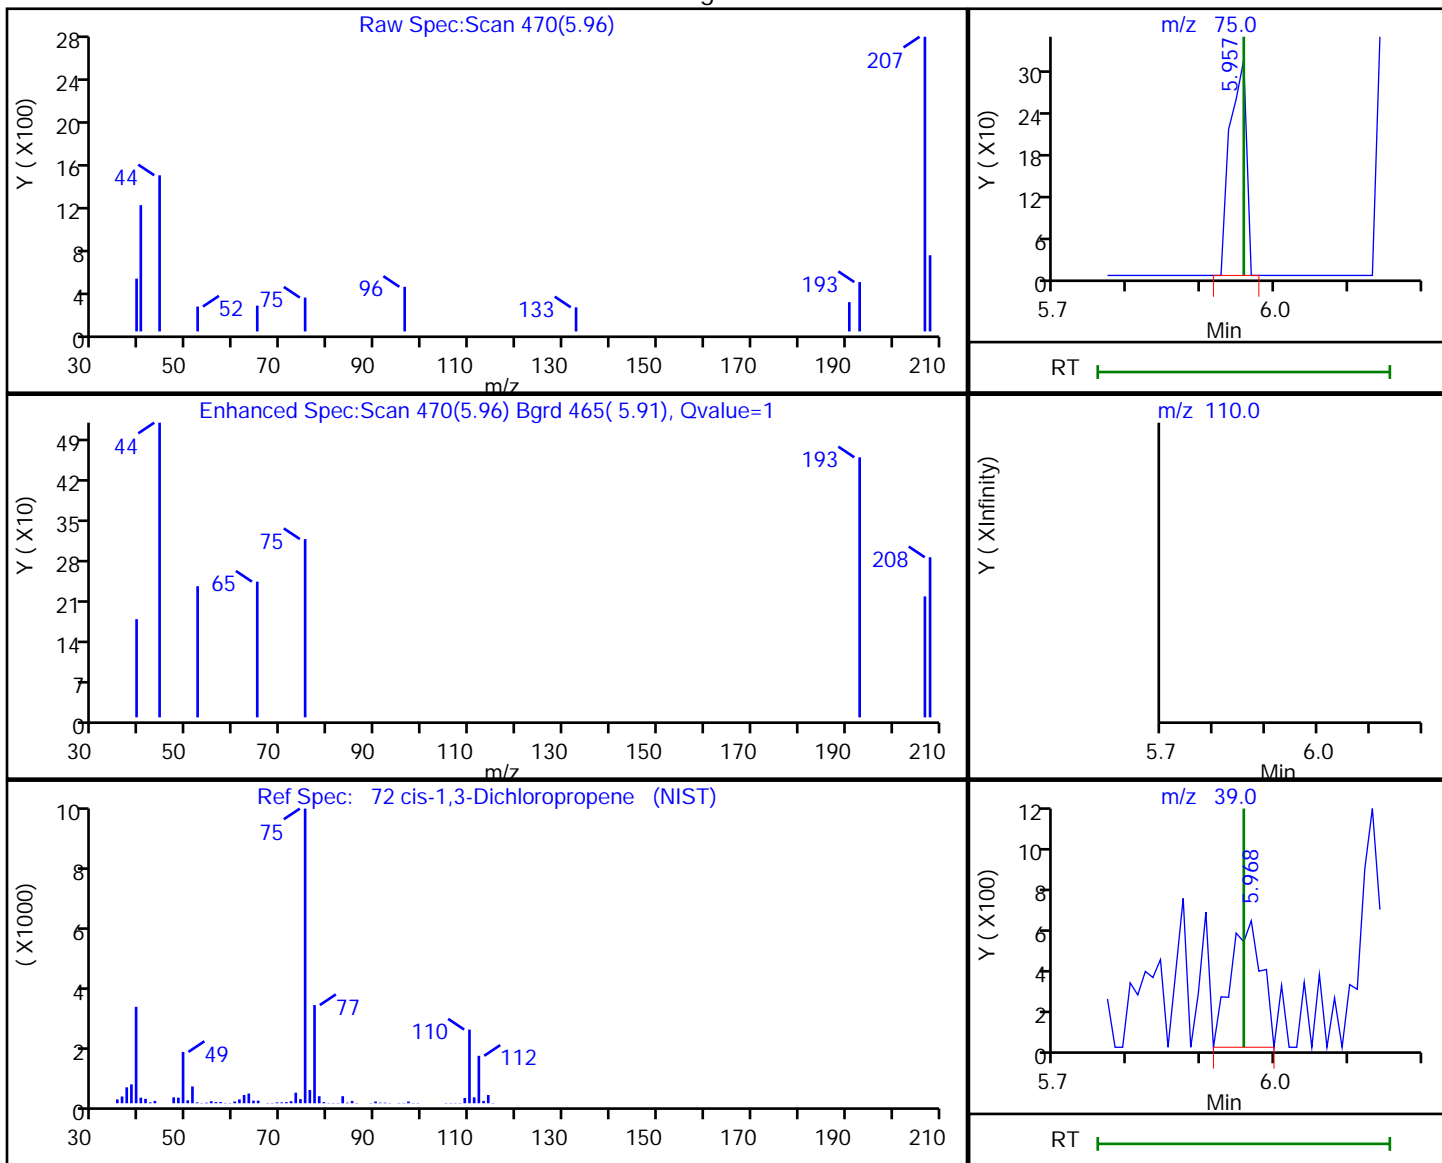 Raw Spec:Scan 470(5.96)
Y ( X100)
28
24
20
16
12
8
4
0
207
44
52
75
96
133
193
30 50 70 90 110 130 150 170 190 210
m/z
m/z 75.0
Y ( X10)
30
24
18
12
6
0
5.957
5.7 6.0
Min
RT
Enhanced Spec:Scan 470(5.96) Bgrd 465( 5.91), Qvalue=1
Y ( X10)
49
42
35
28
21
14
7
0
44
65
75
193
208
30 50 70 90 110 130 150 170 190 210
m/z
m/z 110.0
Y ( XInfinity)
5.7 6.0
Min
Ref Spec: 72 cis-1,3-Dichloropropene (NIST)
( X1000)
10
8
6
4
2
0
75
77
49
110
112
30 50 70 90 110 130 150 170 190 210
m/z 39.0
Y ( X100)
12
10
8
6
4
2
0
5.968
5.7 6.0
Min
RT